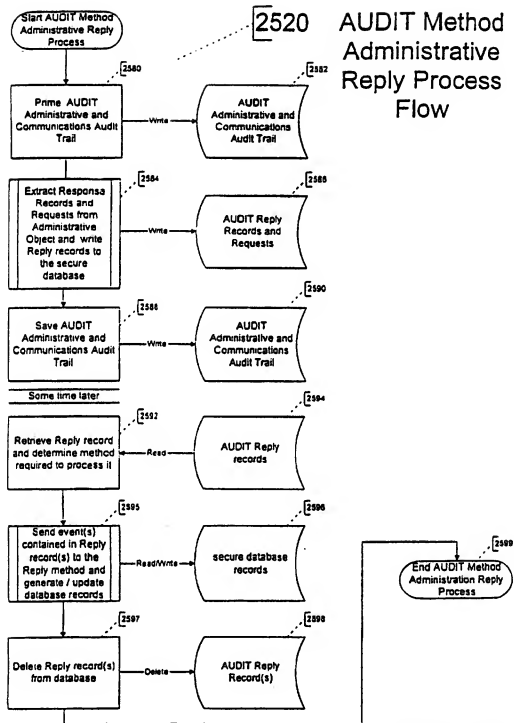 Start AUDIT Method
Administrative Reply
Process
2520
AUDIT Method
Administrative
Reply Process
Flow
2580
Prime AUDIT
Administrative and
Communications Audit
Trail
Write
2582
AUDIT
Administrative and
Communications Audit
Trail
2584
Extract Response
Records and
Requests from
Administrative
Object and write
Reply records to
the secure
database
Write
2586
AUDIT Reply
Records and
Requests
2588
Save AUDIT
Administrative and
Communications Audit
Trail
Write
2590
AUDIT
Administrative and
Communications Audit
Trail
Some time later
2592
Retrieve Reply record
and determine method
required to process it
Read
2594
AUDIT Reply
records
2595
Send event(s)
contained in Reply
record(s) to the
Reply method and
generate / update
database records
Read/Write
2596
secure database
records
2597
Delete Reply record(s)
from database
Delete
2598
AUDIT Reply
Record(s)
2599
End AUDIT Method
Administration Reply
Process